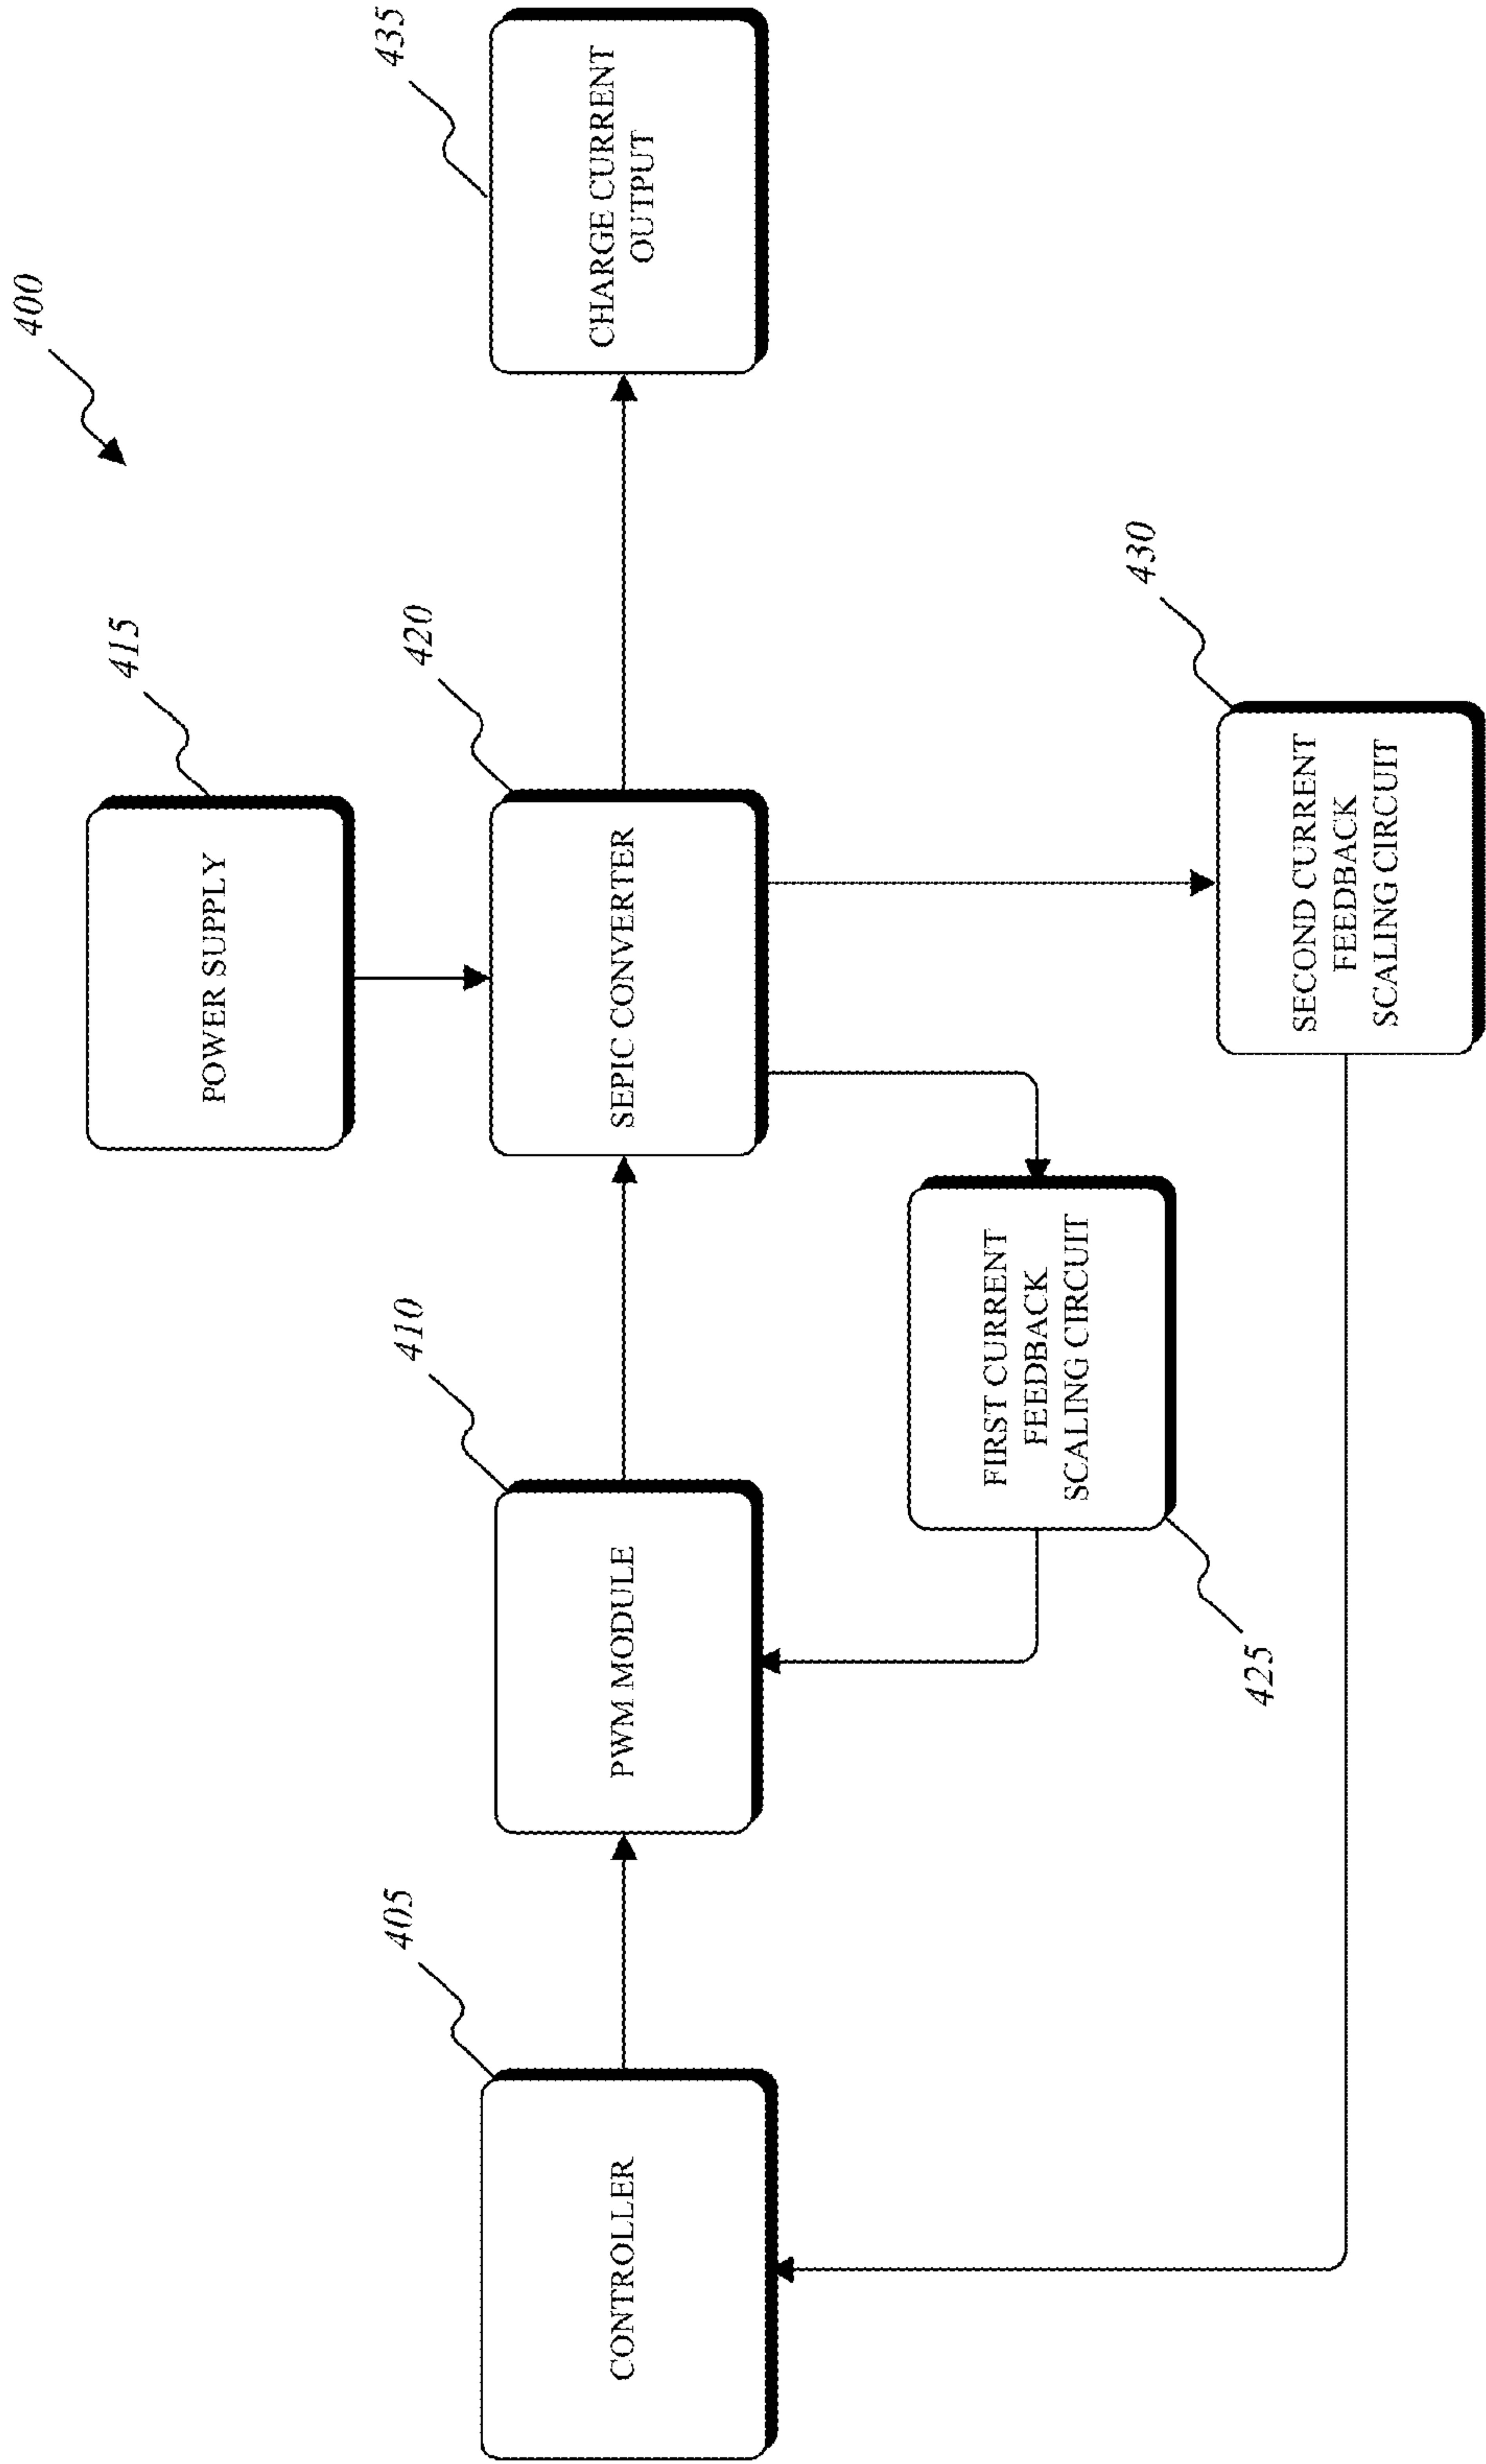 400
POWER SUPPLY
415
CONTROLLER
405
PWM MODULE
410
SEPIC CONVERTER
420
CHARGE CURRENT
OUTPUT
435
FIRST CURRENT
FEEDBACK
SCALING CIRCUIT
425
SECOND CURRENT
FEEDBACK
SCALING CIRCUIT
430